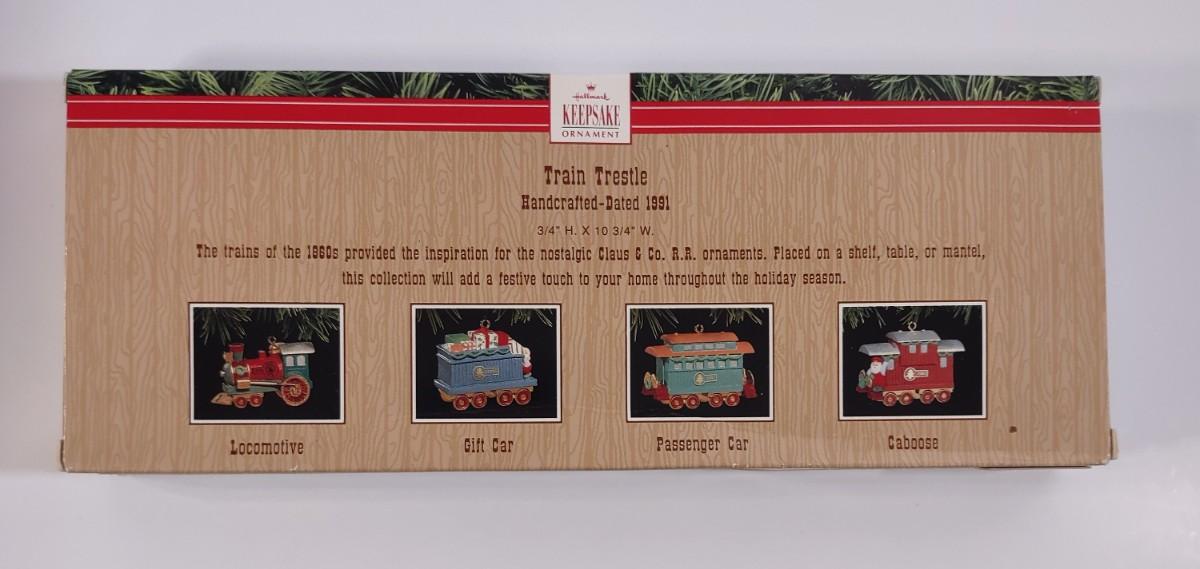 Hallmark
KEEPSAKE
ORNAMENT
Train Trestle
Handcrafted-Dated 1991
3/4" H. X 10 3/4" W.
The trains of the 1860s provided the inspiration for the nostalgic Claus & Co. R.R. ornaments. Placed on a shelf, table, or mantel,
this collection will add a festive touch to your home throughout the holiday season.
Locomotive
Gift Car
Passenger Car
Caboose